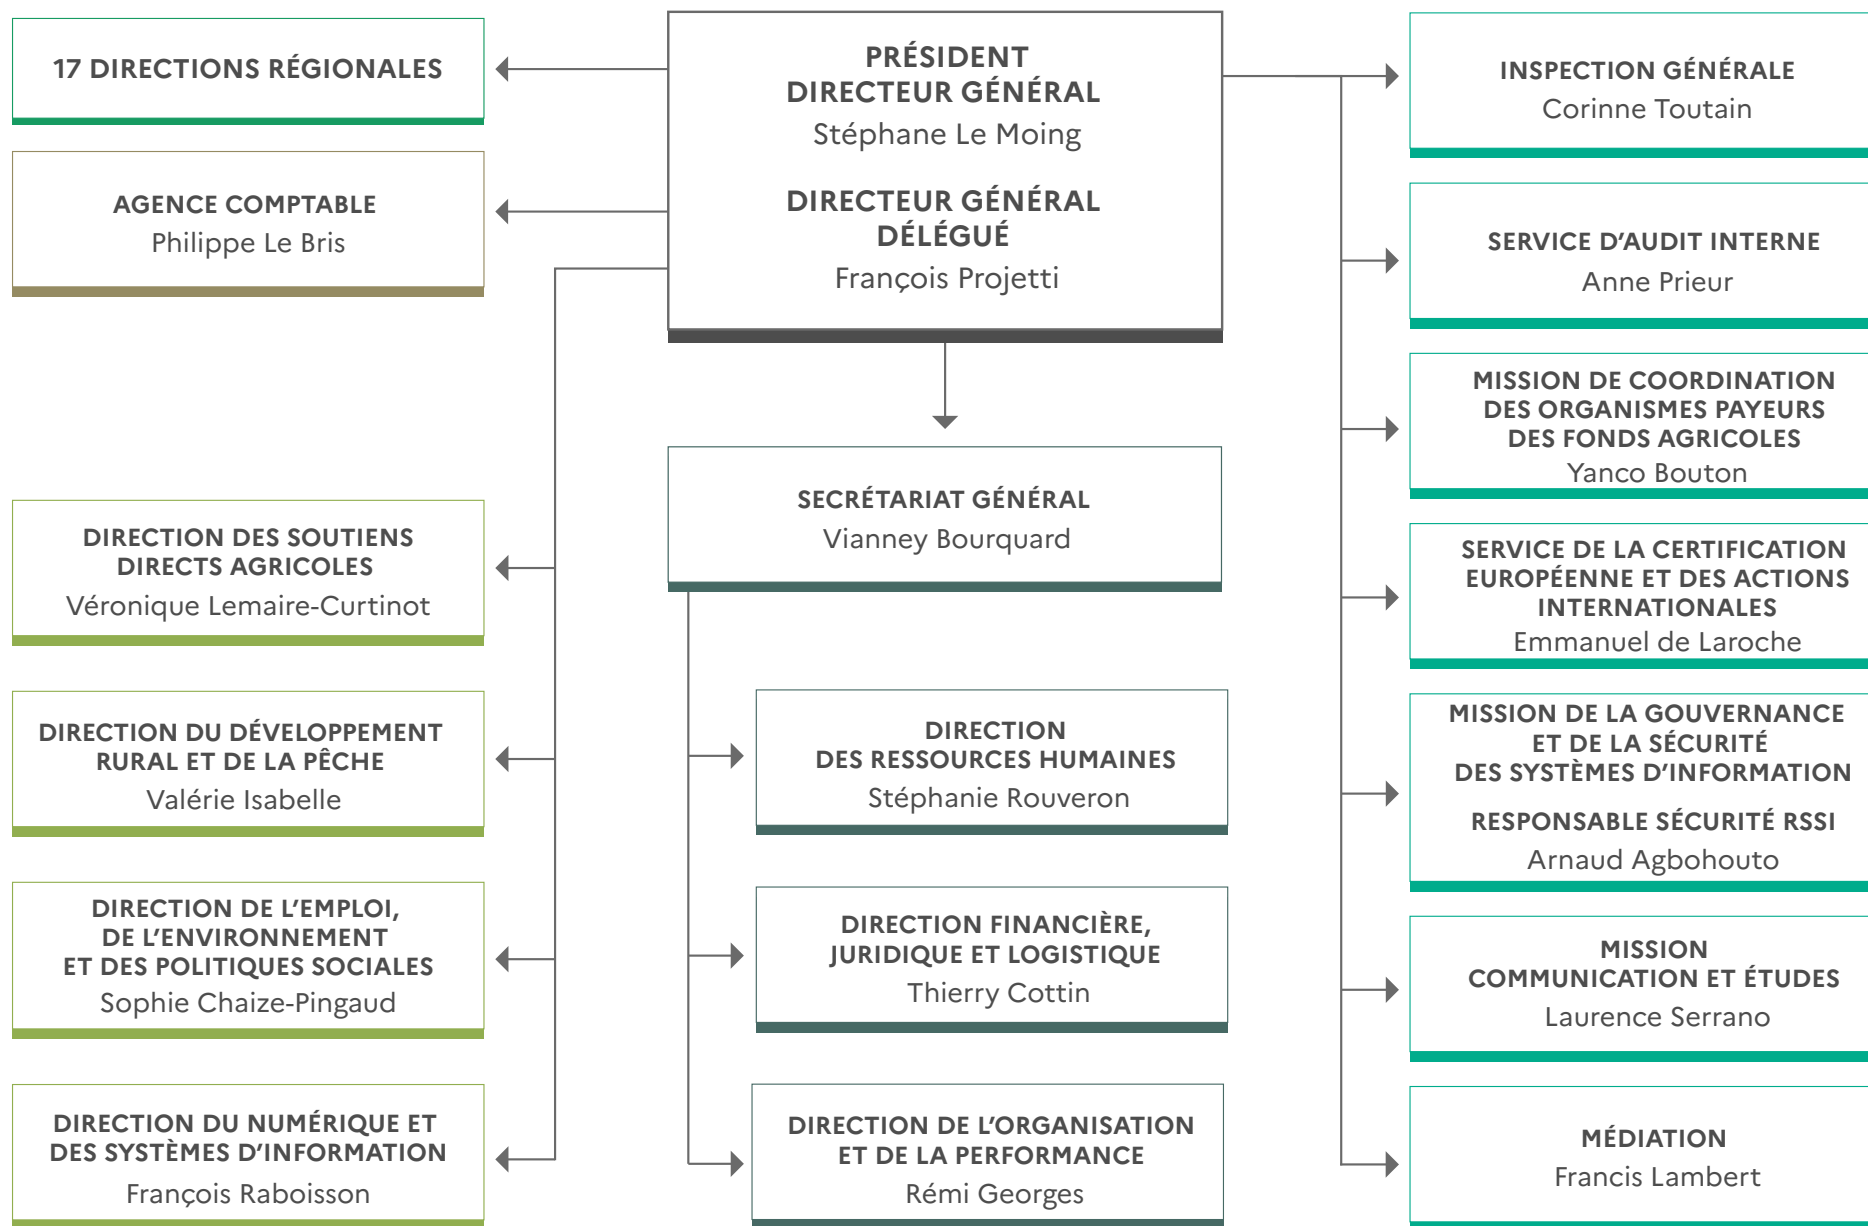 17 DIRECTIONS RÉGIONALES
AGENCE COMPTABLE
Philippe Le Bris
PRÉSIDENT
DIRECTEUR GÉNÉRAL
Stéphane Le Moing
DIRECTEUR GÉNÉRAL
DÉLÉGUÉ
François Projetti
SECRÉTARIAT GÉNÉRAL
Vianney Bourquard
DIRECTION DES SOUTIENS
DIRECTS AGRICOLES
Véronique Lemaire-Curtinot
DIRECTION DU DÉVELOPPEMENT
RURAL ET DE LA PÊCHE
Valérie Isabelle
DIRECTION DE L’EMPLOI,
DE L’ENVIRONNEMENT
ET DES POLITIQUES SOCIALES
Sophie Chaize-Pingaud
DIRECTION DU NUMÉRIQUE ET
DES SYSTÈMES D’INFORMATION
François Raboisson
DIRECTION
DES RESSOURCES HUMAINES
Stéphanie Rouveron
DIRECTION FINANCIÈRE,
JURIDIQUE ET LOGISTIQUE
Thierry Cottin
DIRECTION DE L’ORGANISATION
ET DE LA PERFORMANCE
Rémi Georges
INSPECTION GÉNÉRALE
Corinne Toutain
SERVICE D’AUDIT INTERNE
Anne Prieur
MISSION DE COORDINATION
DES ORGANISMES PAYEURS
DES FONDS AGRICOLES
Yanco Bouton
SERVICE DE LA CERTIFICATION
EUROPÉENNE ET DES ACTIONS
INTERNATIONALES
Emmanuel de Laroche
MISSION DE LA GOUVERNANCE
ET DE LA SÉCURITÉ
DES SYSTÈMES D’INFORMATION
RESPONSABLE SÉCURITÉ RSSI
Arnaud Agbohouto
MISSION
COMMUNICATION ET ÉTUDES
Laurence Serrano
MÉDIATION
Francis Lambert